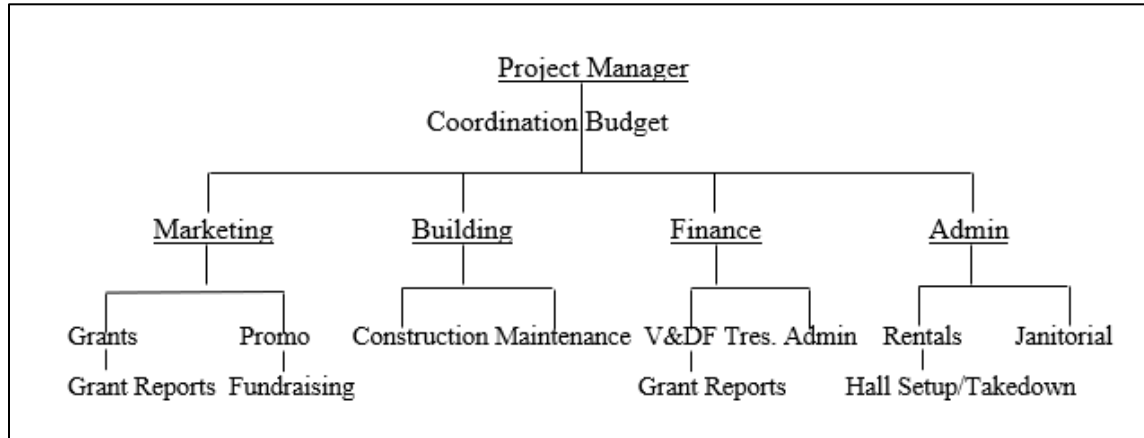 Project Manager
Coordination Budget
Marketing Building Finance Admin
Grants Promo Construction Maintenance V&DF Tres. Admin Rentals Janitorial
Grant Reports Fundraising Grant Reports Hall Setup/Takedown